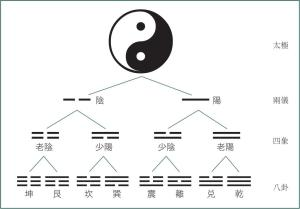 太極
陰 陽 兩儀
老陰 少陽 少陰 老陽 四象
坤 艮 坎 巽 震 離 兌 乾 八卦